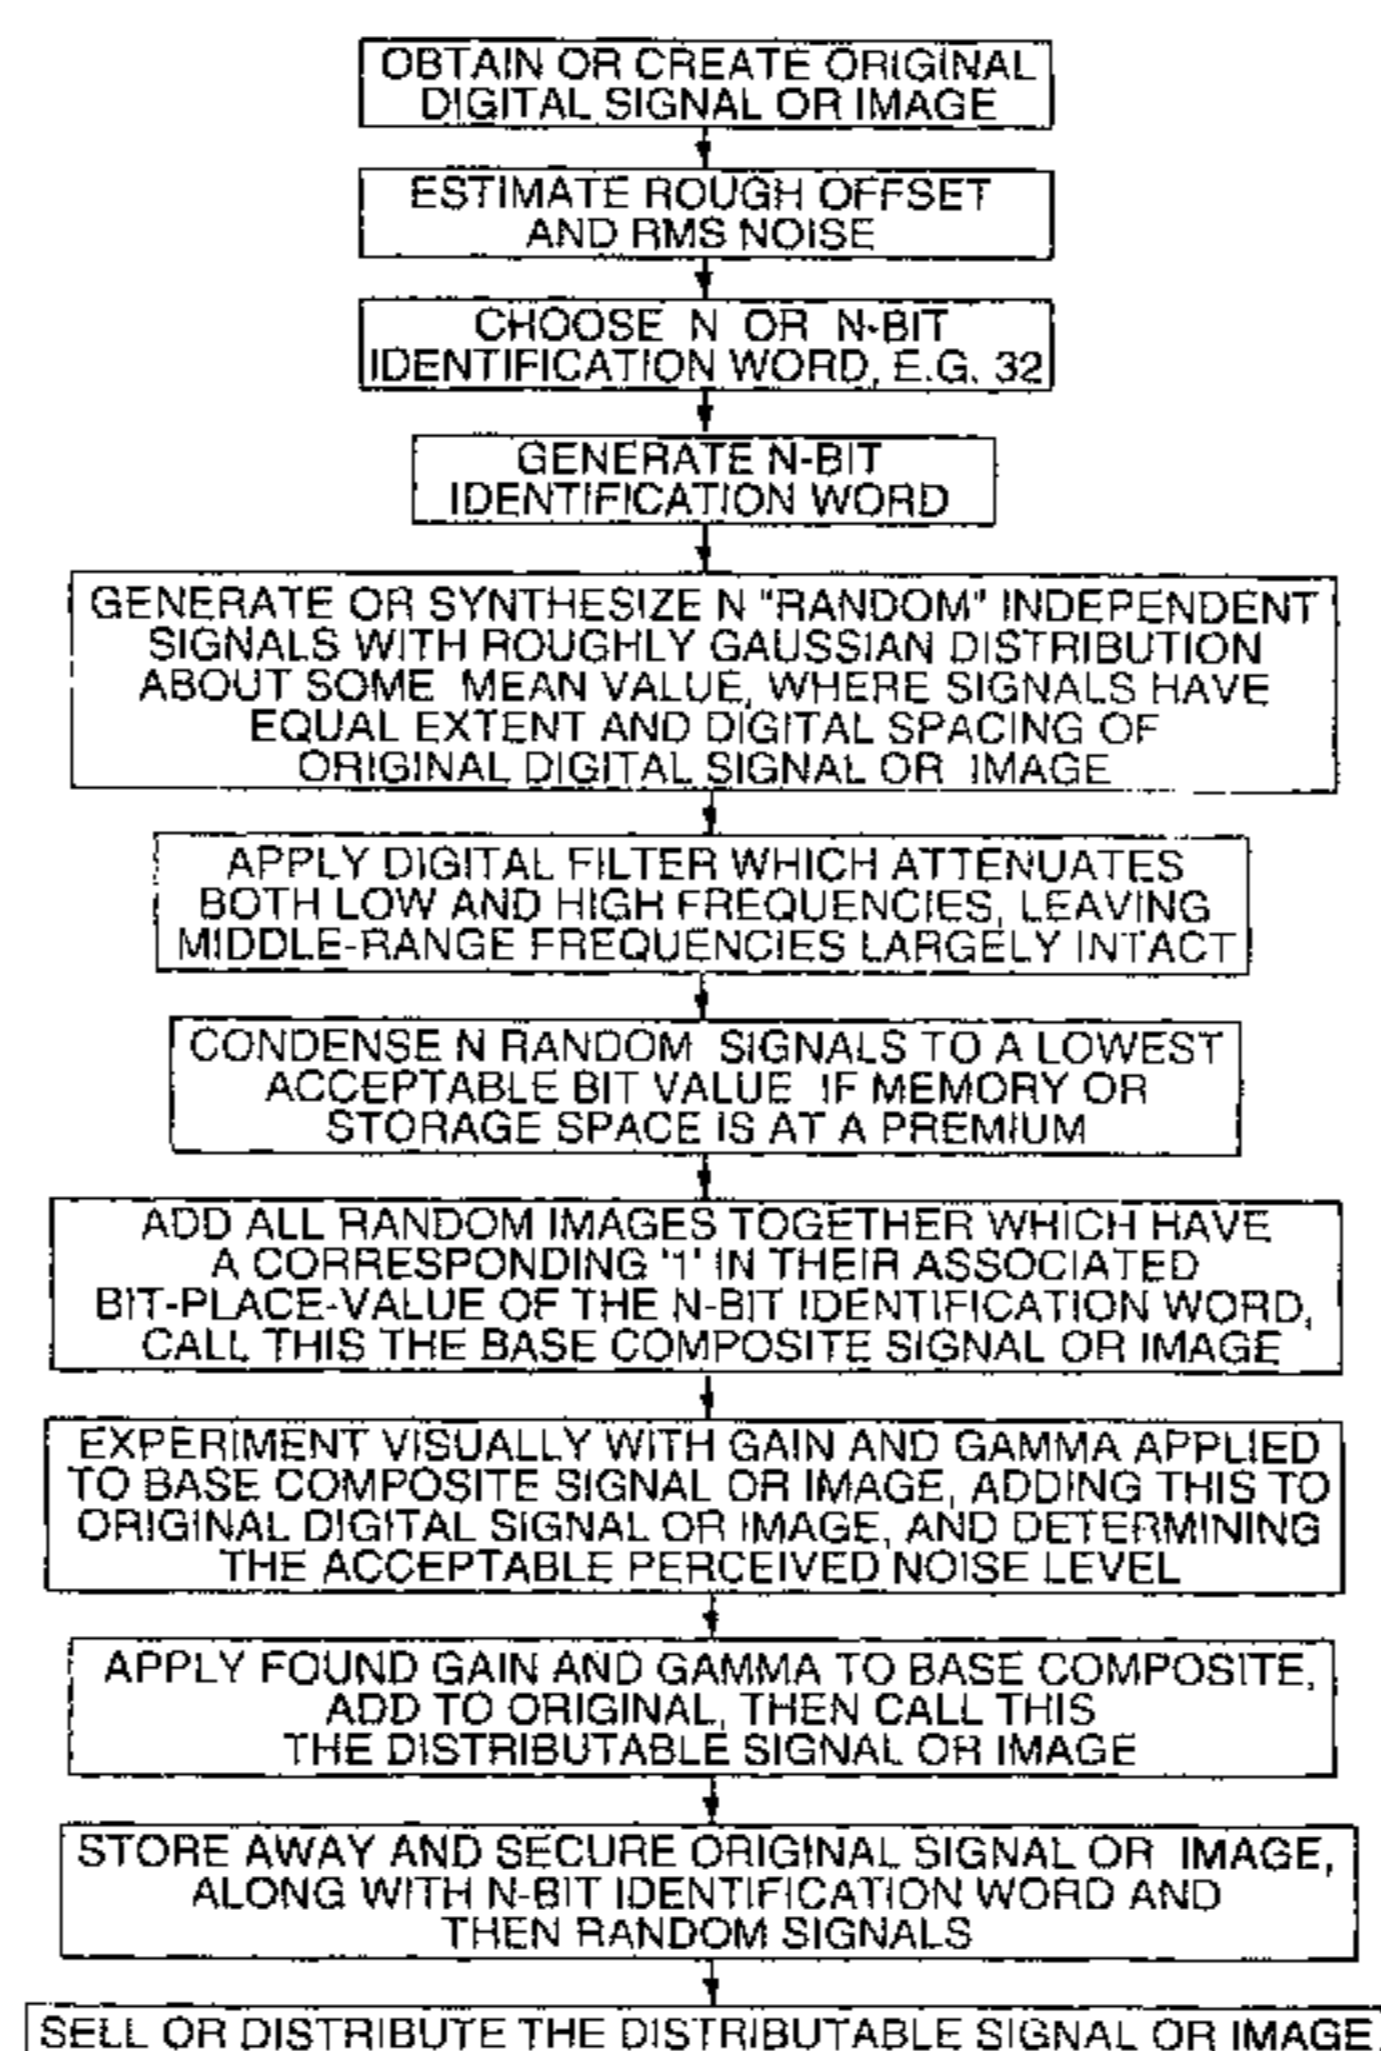 OBTAIN OR CREATE ORIGINAL
DIGITAL SIGNAL OR IMAGE
ESTIMATE ROUGH OFFSET
AND RMS NOISE
CHOOSE N OR N-BIT
IDENTIFICATION WORD, E.G. 32
GENERATE N-BIT
IDENTIFICATION WORD
GENERATE OR SYNTHESIZE N "RANDOM" INDEPENDENT
SIGNALS WITH ROUGHLY GAUSSIAN DISTRIBUTION
ABOUT SOME MEAN VALUE, WHERE SIGNALS HAVE
EQUAL EXTENT AND DIGITAL SPACING OF
ORIGINAL DIGITAL SIGNAL OR IMAGE
APPLY DIGITAL FILTER WHICH ATTENUATES
BOTH LOW AND HIGH FREQUENCIES, LEAVING
MIDDLE-RANGE FREQUENCIES LARGELY INTACT
CONDENSE N RANDOM SIGNALS TO A LOWEST
ACCEPTABLE BIT VALUE IF MEMORY OR
STORAGE SPACE IS AT A PREMIUM
ADD ALL RANDOM IMAGES TOGETHER WHICH HAVE
A CORRESPONDING '1' IN THEIR ASSOCIATED
BIT-PLACE-VALUE OF THE N-BIT IDENTIFICATION WORD,
CALL THIS THE BASE COMPOSITE SIGNAL OR IMAGE
EXPERIMENT VISUALLY WITH GAIN AND GAMMA APPLIED
TO BASE COMPOSITE SIGNAL OR IMAGE, ADDING THIS TO
ORIGINAL DIGITAL SIGNAL OR IMAGE, AND DETERMINING
THE ACCEPTABLE PERCEIVED NOISE LEVEL
APPLY FOUND GAIN AND GAMMA TO BASE COMPOSITE,
ADD TO ORIGINAL, THEN CALL THIS
THE DISTRIBUTABLE SIGNAL OR IMAGE
STORE AWAY AND SECURE ORIGINAL SIGNAL OR IMAGE,
ALONG WITH N-BIT IDENTIFICATION WORD AND
THEN RANDOM SIGNALS
SELL OR DISTRIBUTE THE DISTRIBUTABLE SIGNAL OR IMAGE.